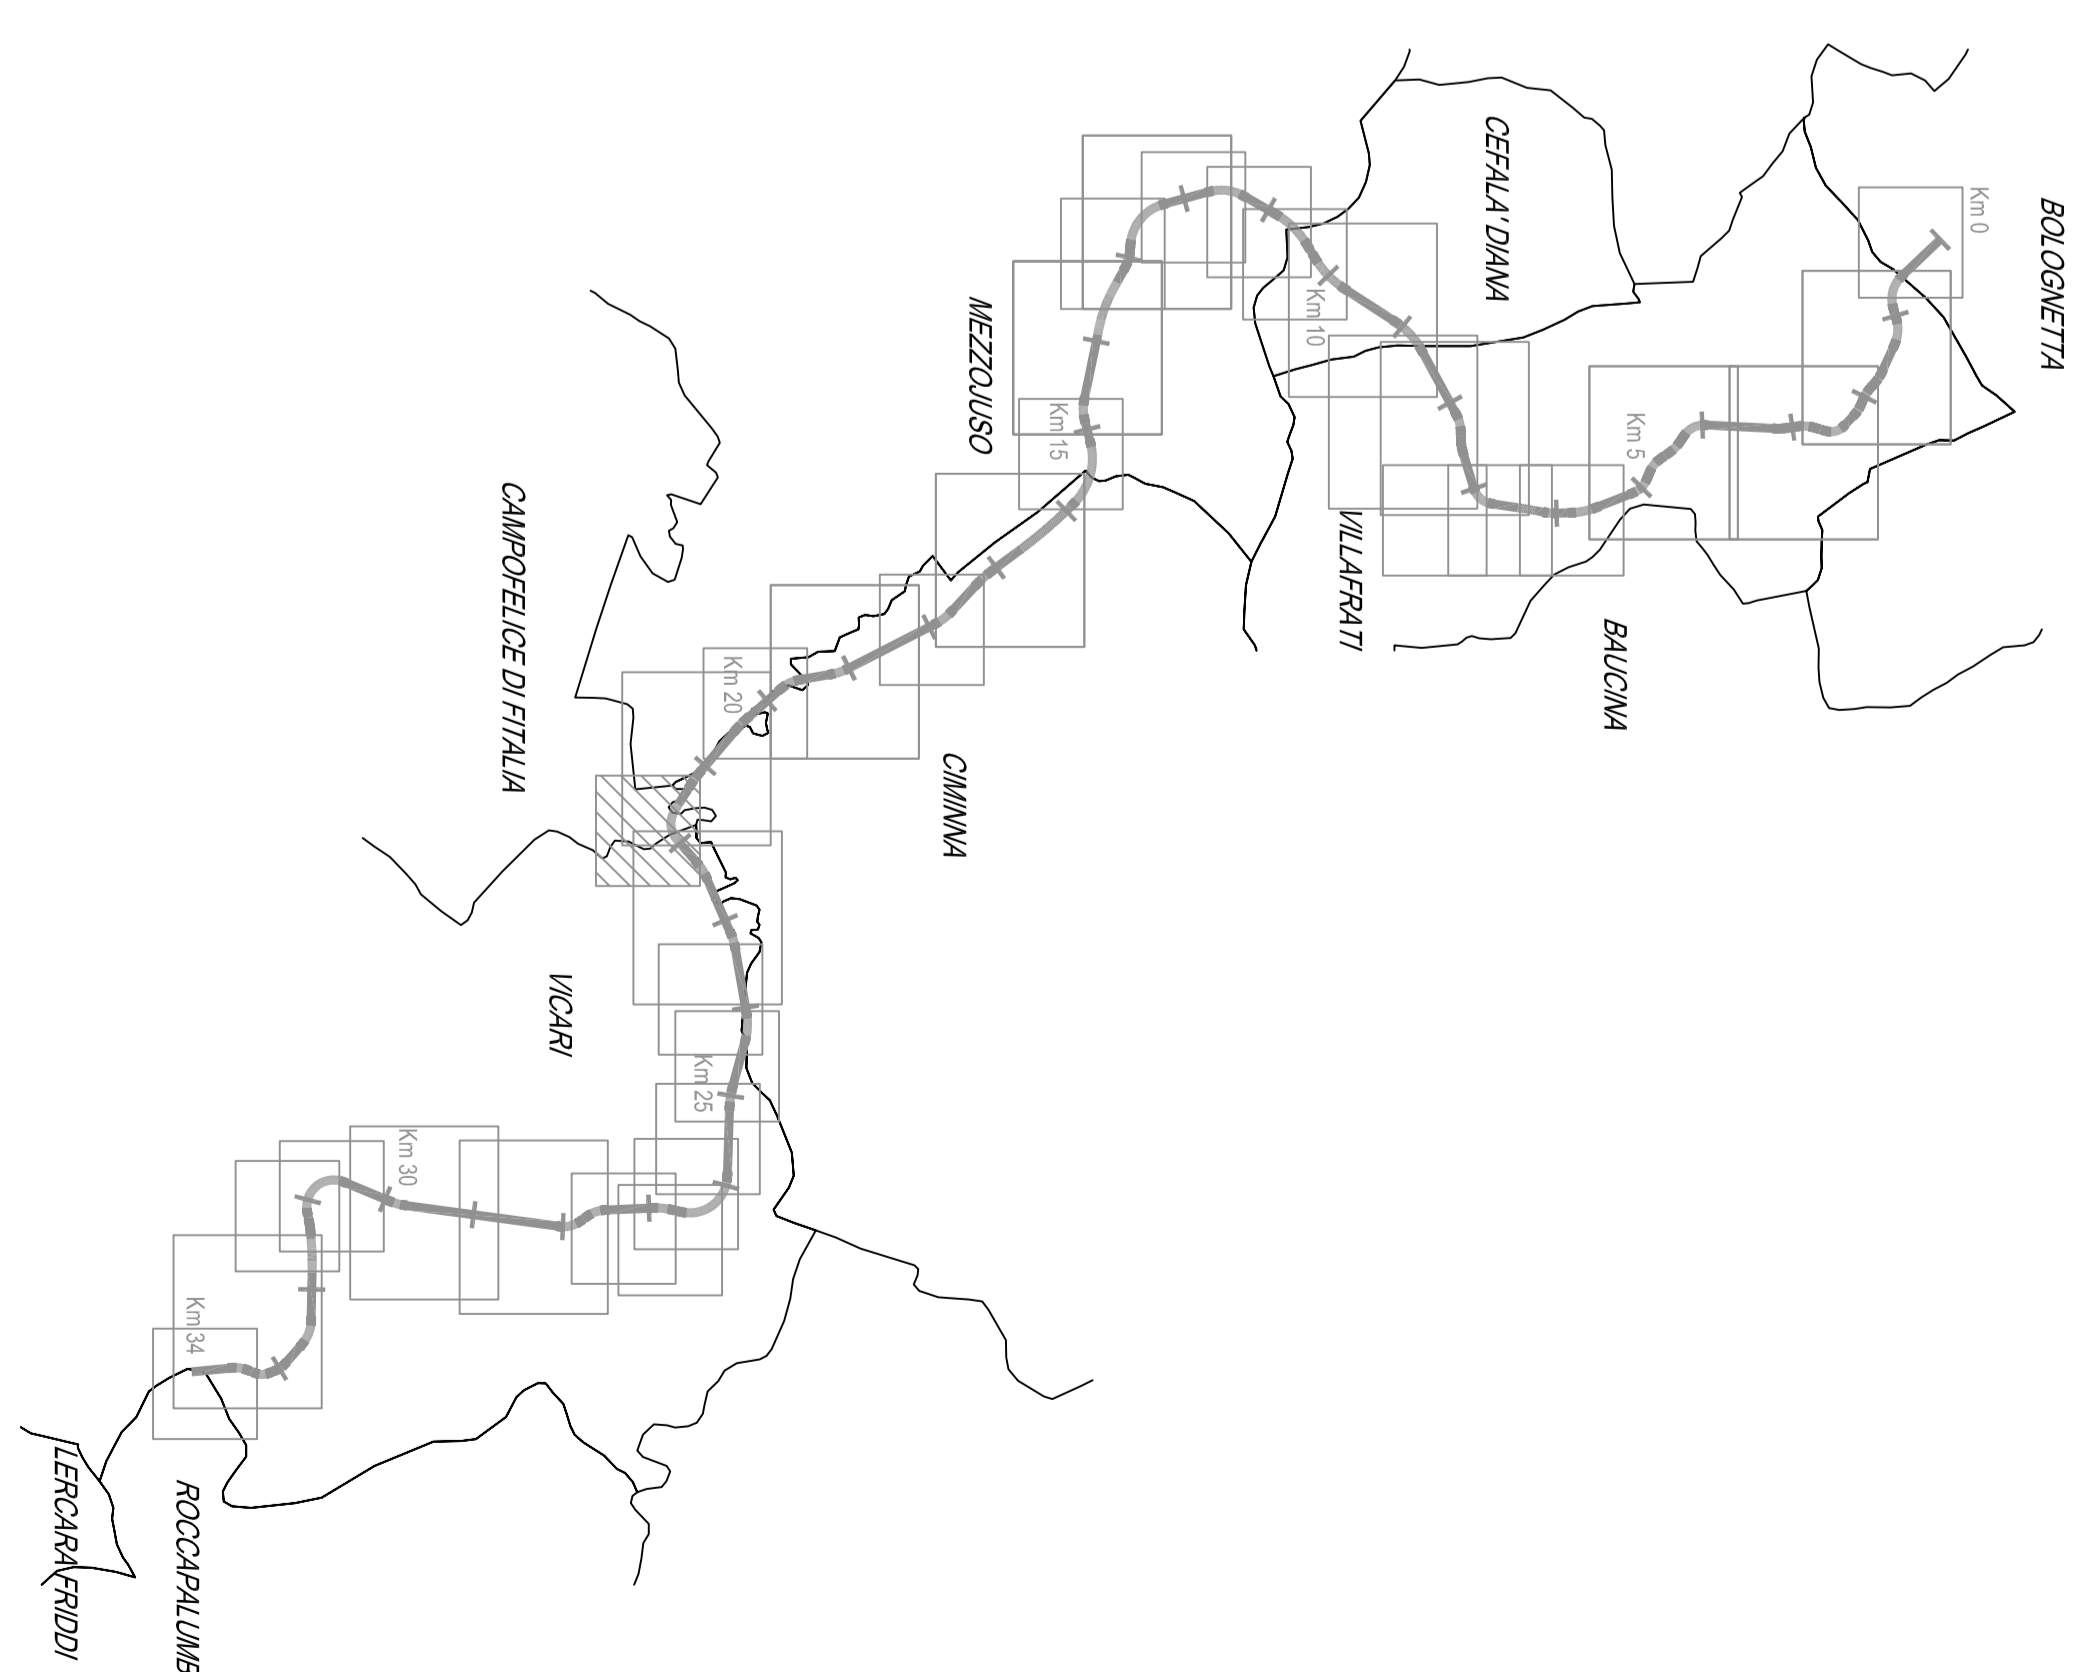 BOLOGNETTA
Km 0
CEFALA' DIANA
Km 5
BAUCINA
Km 10
VILLAFRATI
MEZZOJUSO
Km 15
CIMINNA
Km 20
CAMPOFELICE DI FITALIA
VICARI
Km 25
Km 30
Km 34
ROCCAPALUMB
LERCARA FRIDDI